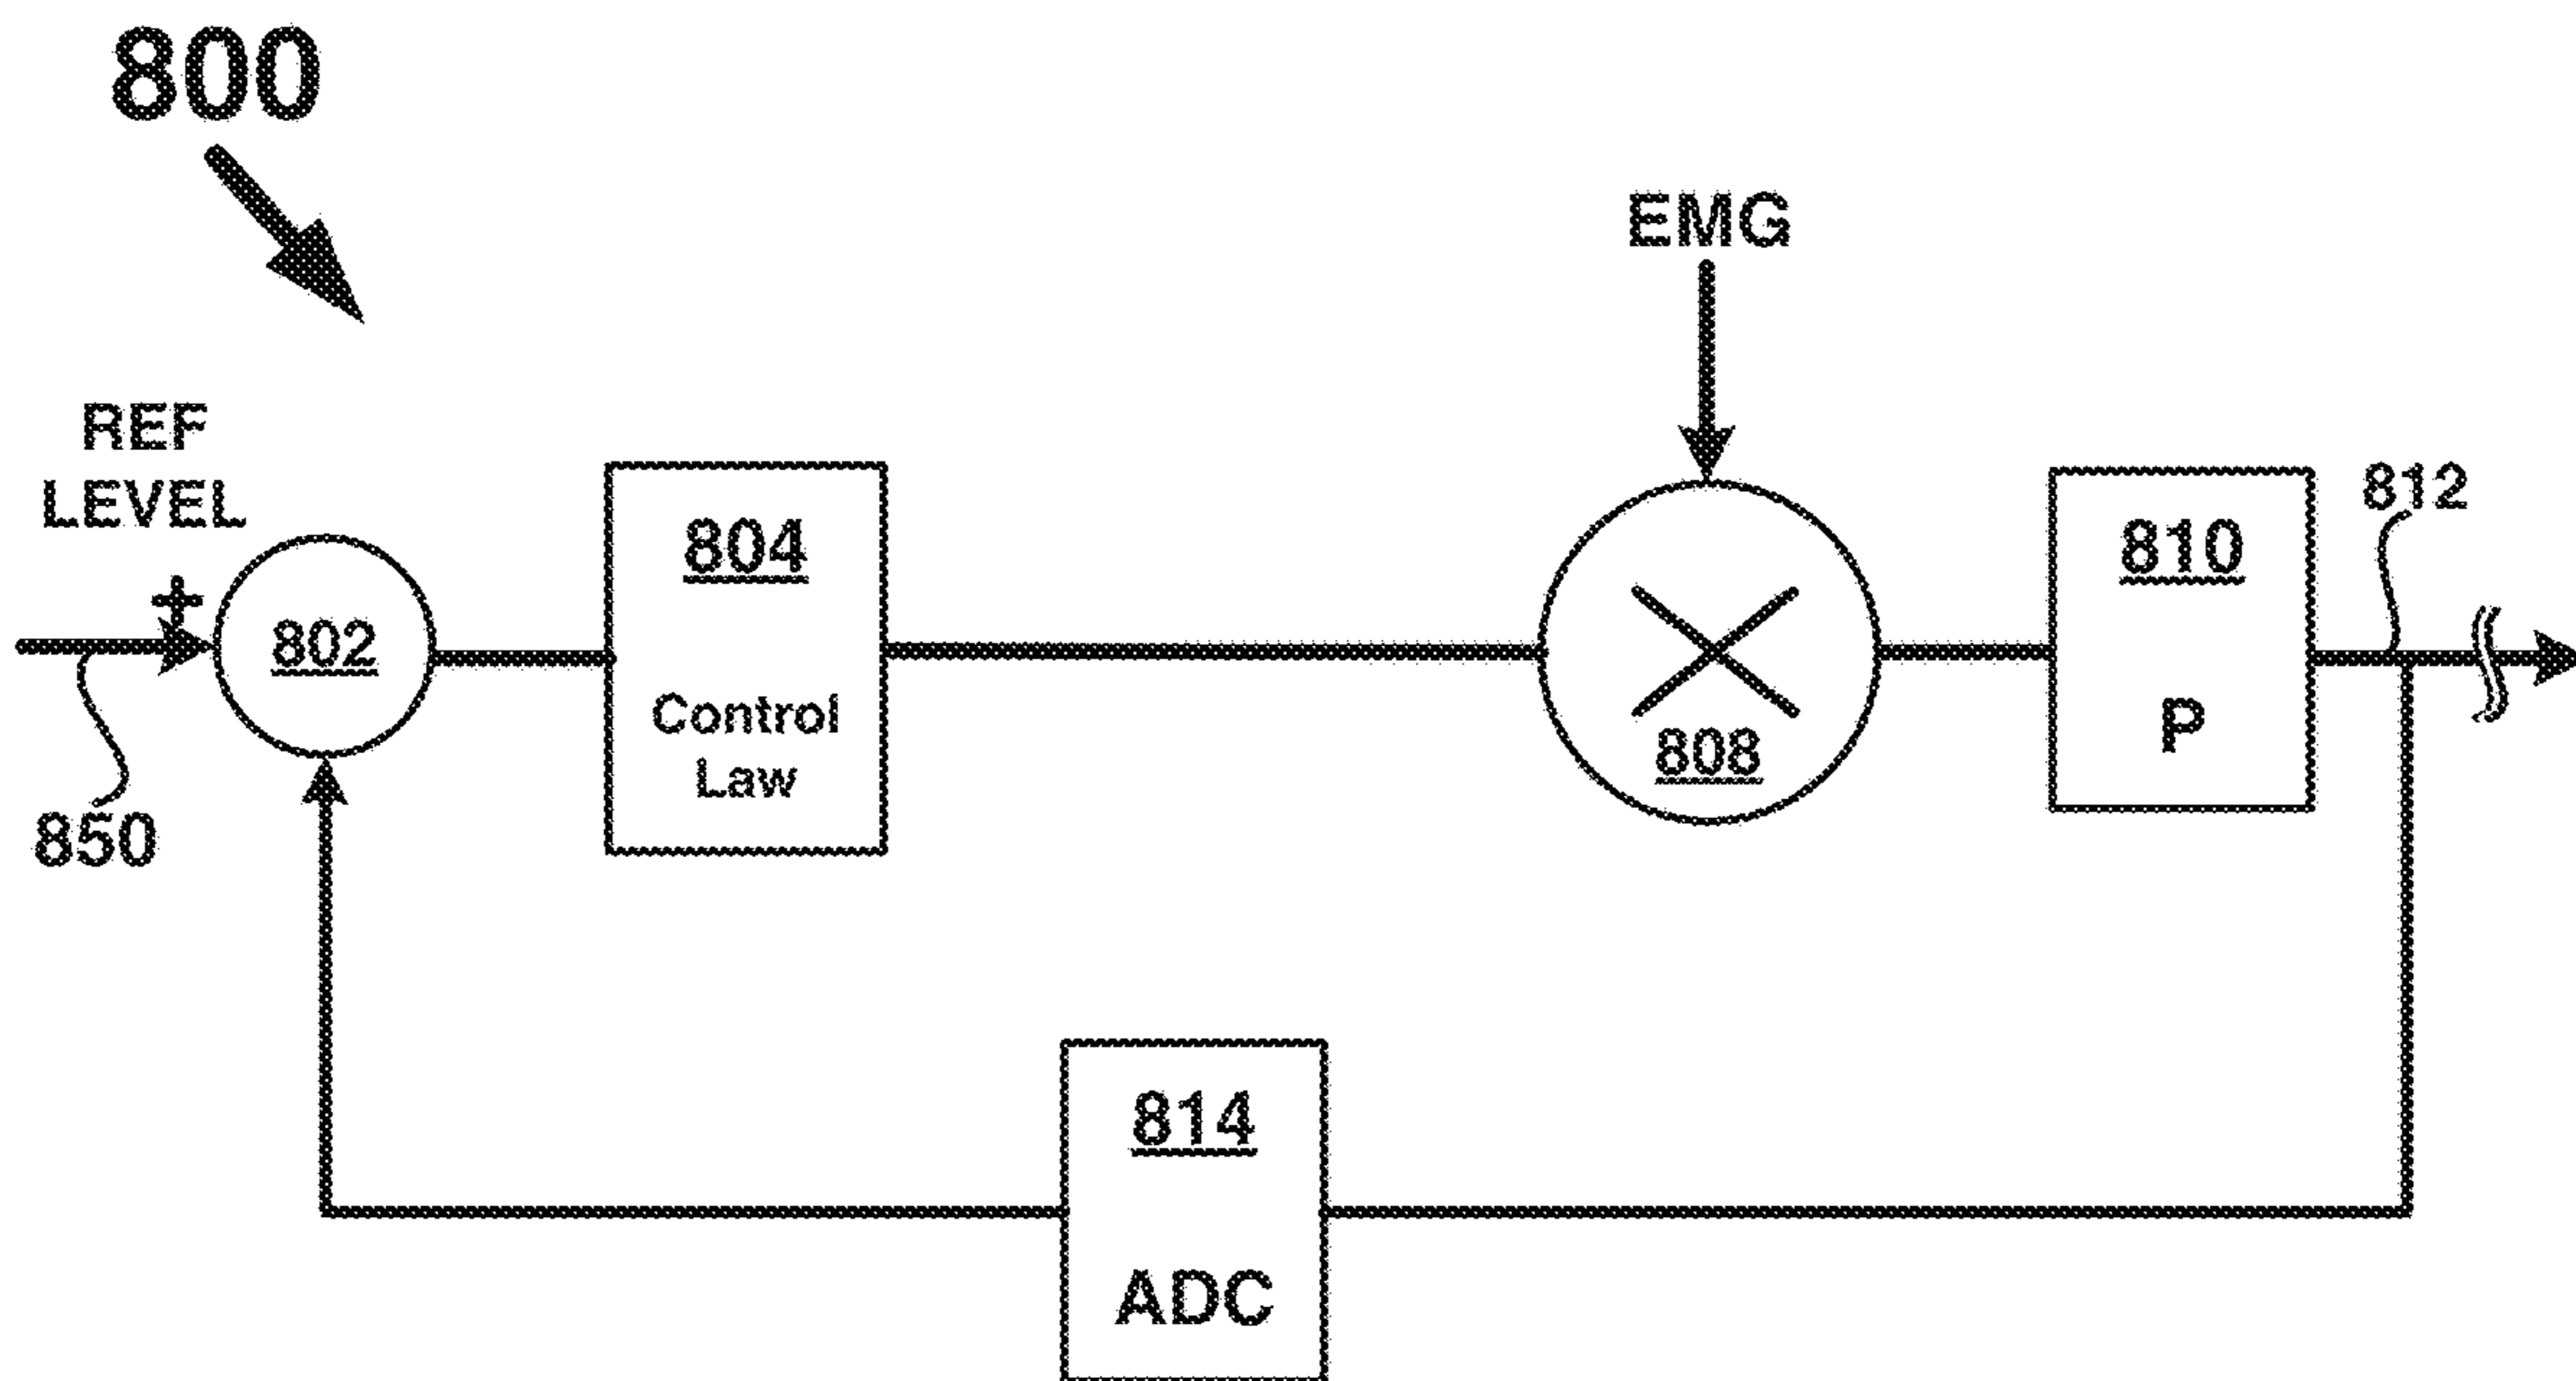 800
EMG
REF
LEVEL
+
802
850
804
Control
Law
808
810
P
812
814
ADC